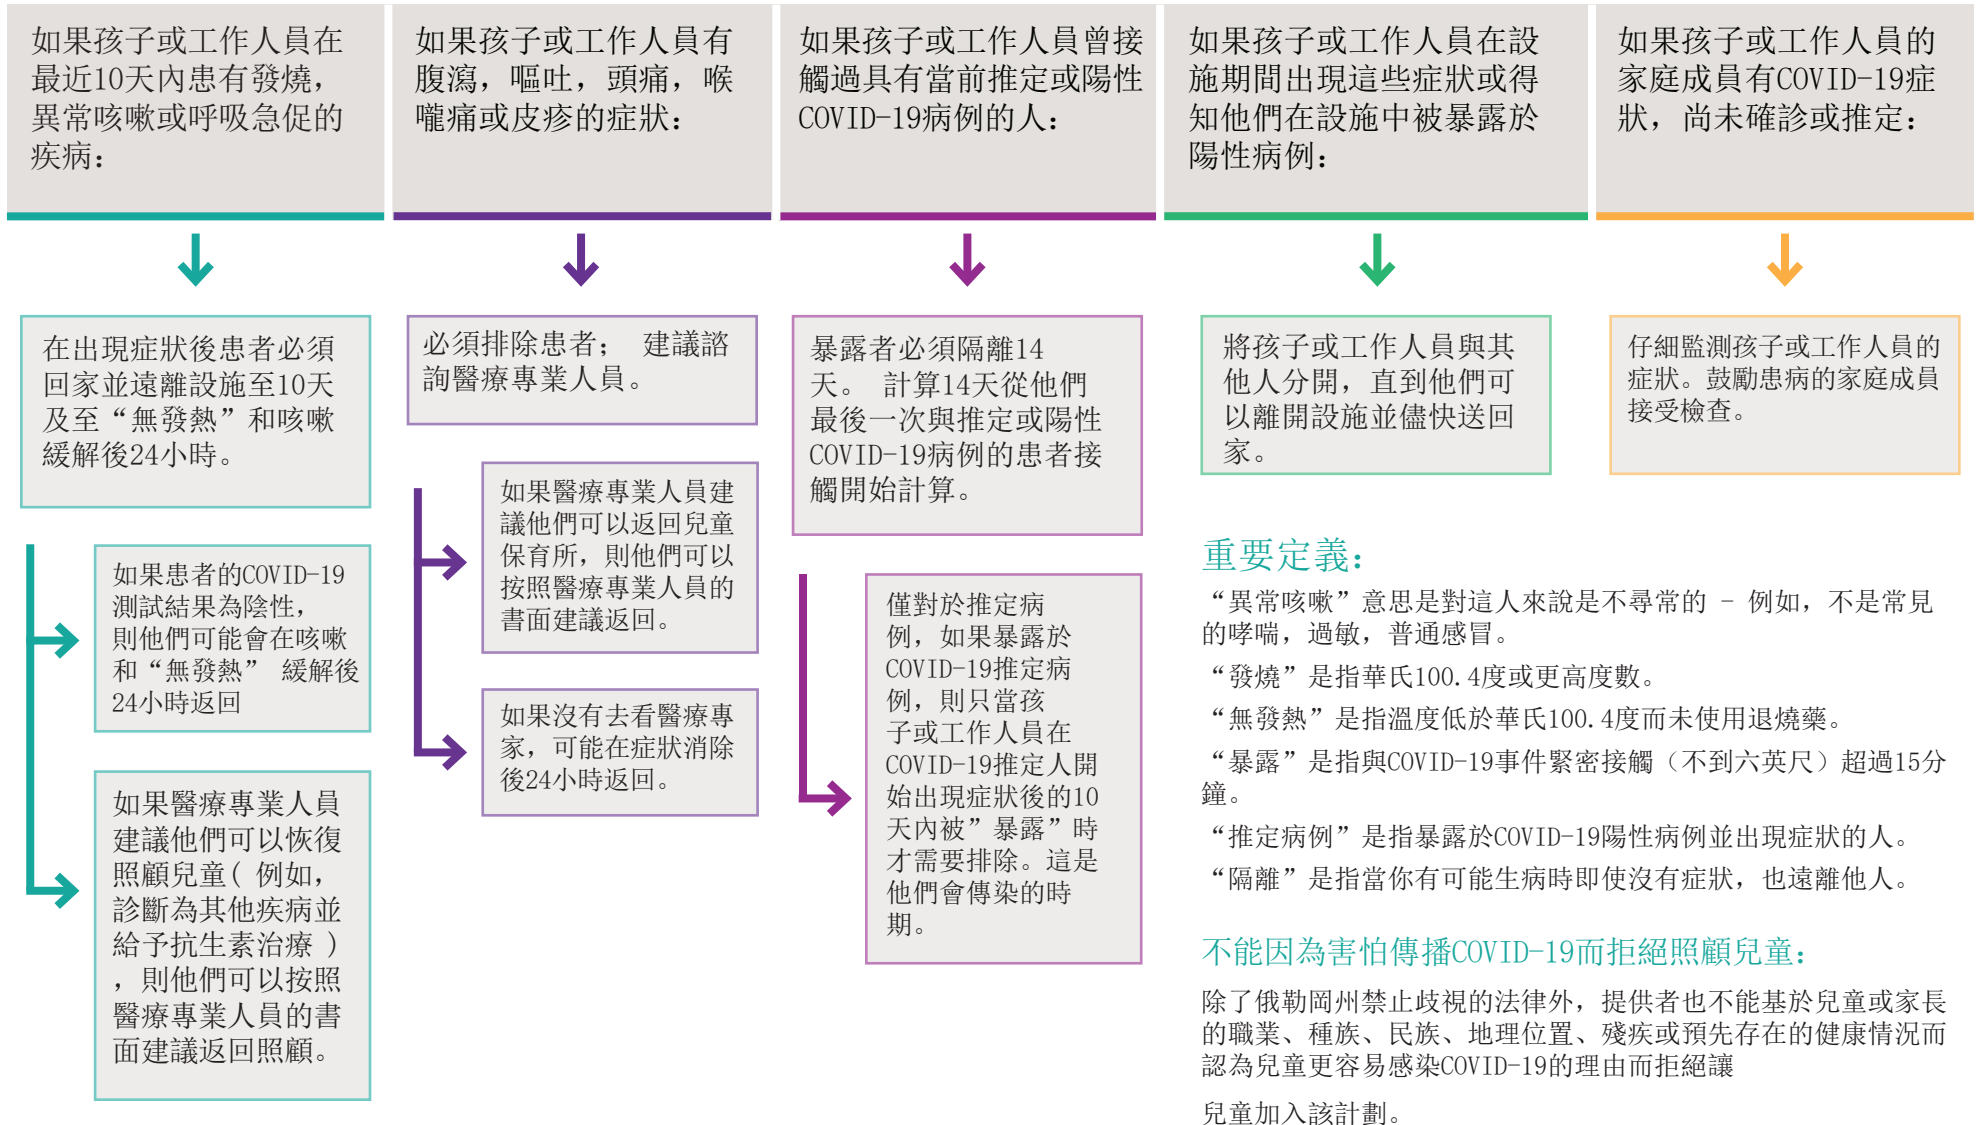 如果孩子或工作人員在
最近10天內患有發燒，
異常咳嗽或呼吸急促的
疾病：
在出現症狀後患者必須
回家並遠離設施至10天
及至“無發熱”和咳嗽
緩解後24小時。
如果患者的COVID-19
測試結果為陰性，
則他們可能會在咳嗽
和“無發熱” 緩解後
24小時返回
如果醫療專業人員
建議他們可以恢復
照顧兒童( 例如，
診斷為其他疾病並
給予抗生素治療 )
，則他們可以按照
醫療專業人員的書
面建議返回照顧。
如果孩子或工作人員有
腹瀉，嘔吐，頭痛，喉
嚨痛或皮疹的症狀：
必須排除患者； 建議諮
詢醫療專業人員。
如果醫療專業人員建
議他們可以返回兒童
保育所，則他們可以
按照醫療專業人員的
書面建議返回。
如果沒有去看醫療專
家，可能在症狀消除
後24小時返回。
如果孩子或工作人員曾接
觸過具有當前推定或陽性
COVID-19病例的人：
暴露者必須隔離14
天。 計算14天從他們
最後一次與推定或陽性
COVID-19病例的患者接
觸開始計算。
僅對於推定病
例，如果暴露於
COVID-19推定病
例，則只當孩
子或工作人員在
COVID-19推定人開
始出現症狀後的10
天內被”暴露”時
才需要排除。這是
他們會傳染的時
期。
如果孩子或工作人員在設
施期間出現這些症狀或得
知他們在設施中被暴露於
陽性病例：
將孩子或工作人員與其
他人分開，直到他們可
以離開設施並儘快送回
家。
如果孩子或工作人員的
家庭成員有COVID-19症
狀，尚未確診或推定：
仔細監測孩子或工作人員的
症狀。鼓勵患病的家庭成員
接受檢查。
重要定義：
“異常咳嗽”意思是對這人來說是不尋常的 - 例如，不是常見
的哮喘，過敏，普通感冒。
“發燒”是指華氏100.4度或更高度數。
“無發熱”是指溫度低於華氏100.4度而未使用退燒藥。
“暴露”是指與COVID-19事件緊密接觸（不到六英尺）超過15分
鐘。
“推定病例”是指暴露於COVID-19陽性病例並出現症狀的人。
“隔離”是指當你有可能生病時即使沒有症狀，也遠離他人。
不能因為害怕傳播COVID-19而拒絕照顧兒童：
除了俄勒岡州禁止歧視的法律外，提供者也不能基於兒童或家長
的職業、種族、民族、地理位置、殘疾或預先存在的健康情況而
認為兒童更容易感染COVID-19的理由而拒絕讓
兒童加入該計劃。